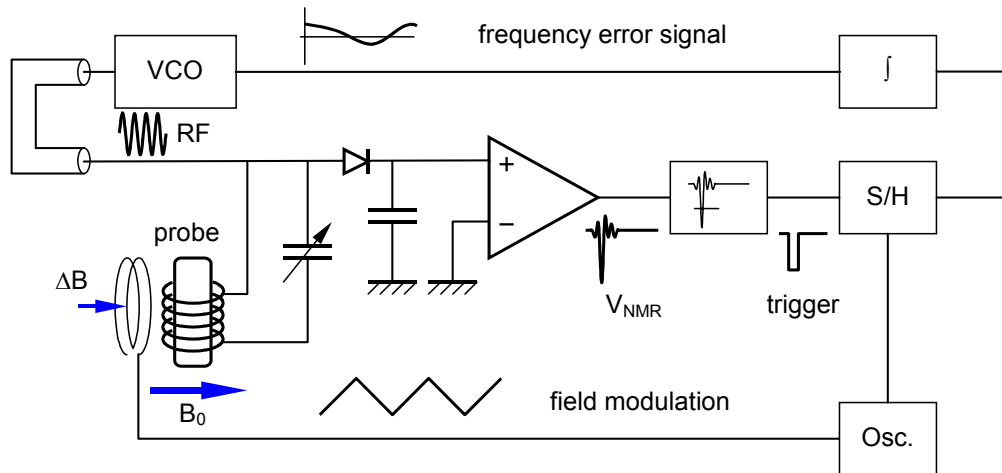 frequency error signal
VCO
∫
RF
+
−
S/H
probe
ΔB
V_NMR
trigger
B₀
field modulation
Osc.